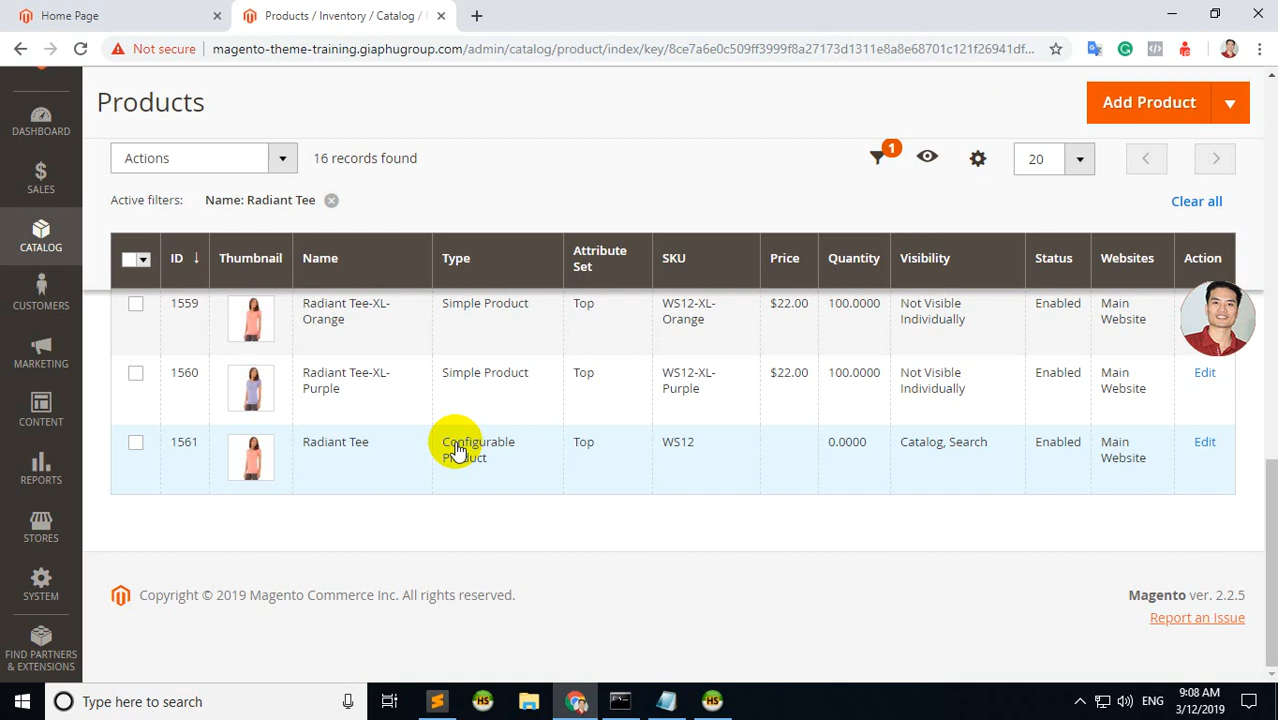 Home Page
Products / Inventory / Catalog /
Not secure
magento-theme-training.giaphugroup.com/admin/catalog/product/index/key/8ce7a6e0c509ff3999f8a27173d1311e8a8e68701c121f26941df...
DASHBOARD
SALES
CATALOG
CUSTOMERS
MARKETING
CONTENT
REPORTS
STORES
SYSTEM
FIND PARTNERS
& EXTENSIONS
Products
Add Product
Actions
16 records found
1
20
Active filters:
Name: Radiant Tee
Clear all
ID ↓ Thumbnail Name Type Attribute Set SKU Price Quantity Visibility Status Websites Action
1559 Radiant Tee-XL-Orange Simple Product Top WS12-XL-Orange $22.00 100.0000 Not Visible Individually Enabled Main Website
1560 Radiant Tee-XL-Purple Simple Product Top WS12-XL-Purple $22.00 100.0000 Not Visible Individually Enabled Main Website Edit
1561 Radiant Tee Configurable Product Top WS12 0.0000 Catalog, Search Enabled Main Website Edit
Copyright © 2019 Magento Commerce Inc. All rights reserved.
Magento ver. 2.2.5
Report an Issue
Type here to search
HS
HS
ENG
9:08 AM
3/12/2019